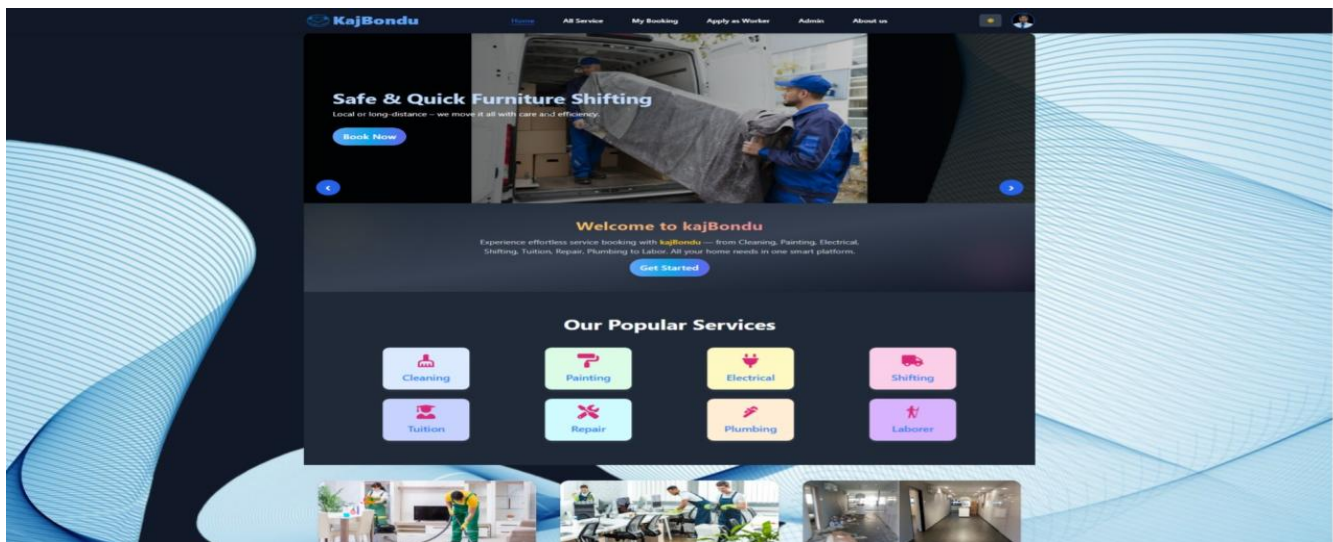 KajBondu
Home All Service My Booking Apply as Worker Admin About us
Safe & Quick Furniture Shifting
Local or long-distance – we move it all with care and efficiency.
Book Now
Welcome to kajBondu
Experience effortless service booking with kajBondu — from Cleaning, Painting, Electrical,
Shifting, Tuition, Repair, Plumbing to Labor. All your home needs in one smart platform.
Get Started
Our Popular Services
Cleaning Painting Electrical Shifting
Tuition Repair Plumbing Laborer